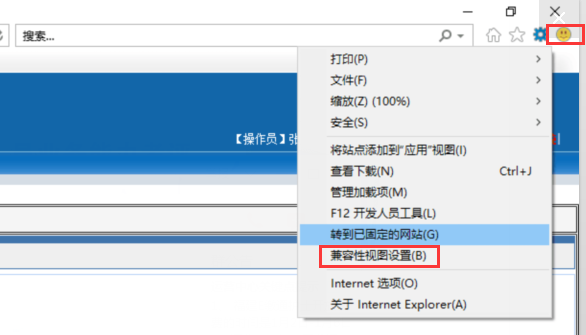 搜索...
打印(P)
文件(F)
缩放(Z) (100%)
安全(S)
【操作员】张
将站点添加到“应用”视图(I)
查看下载(N) Ctrl+J
管理加载项(M)
F12 开发人员工具(L)
转到已固定的网站(G)
兼容性视图设置(B)
Internet 选项(O)
关于 Internet Explorer(A)